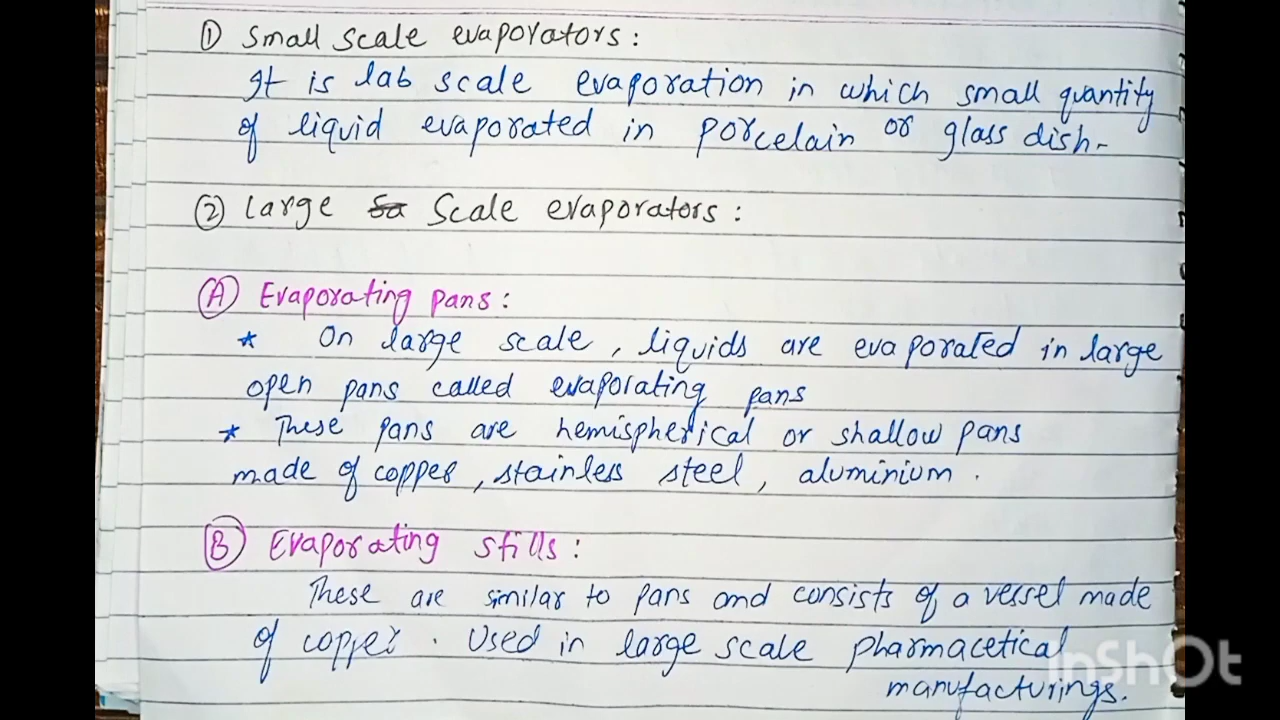 ① Small scale evaporators:
It is lab scale evaporation in which small quantity
of liquid evaporated in porcelain or glass dish-
② Large Sa Scale evaporators:
Ⓐ Evaporating pans:
* On large scale, liquids are evaporated in large
open pans called evaporating pans
* These pans are hemispherical or shallow pans
made of copper, stainless steel, aluminium.
Ⓑ Evaporating stills:
These are similar to pans and consists of a vessel made
of copper. Used in large scale pharmacetical
manufacturings.
InShOt